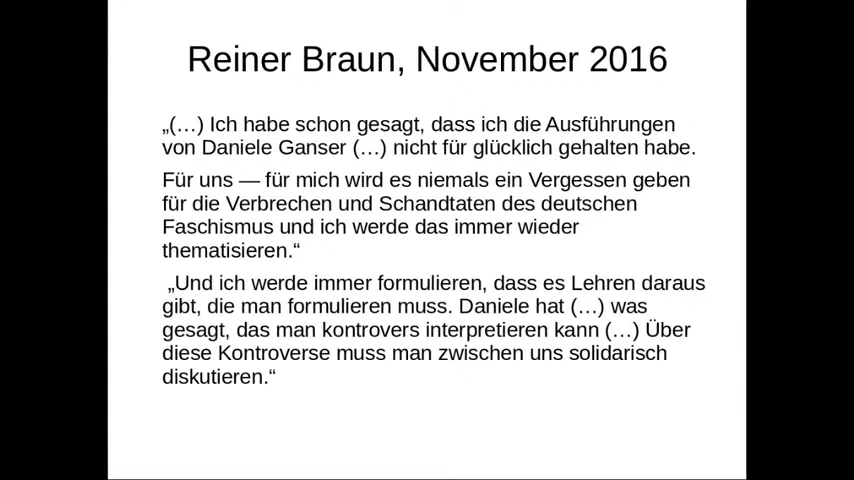 Reiner Braun, November 2016
„(…) Ich habe schon gesagt, dass ich die Ausführungen
von Daniele Ganser (…) nicht für glücklich gehalten habe.
Für uns — für mich wird es niemals ein Vergessen geben
für die Verbrechen und Schandtaten des deutschen
Faschismus und ich werde das immer wieder
thematisieren.“
„Und ich werde immer formulieren, dass es Lehren daraus
gibt, die man formulieren muss. Daniele hat (…) was
gesagt, das man kontrovers interpretieren kann (…) Über
diese Kontroverse muss man zwischen uns solidarisch
diskutieren.“